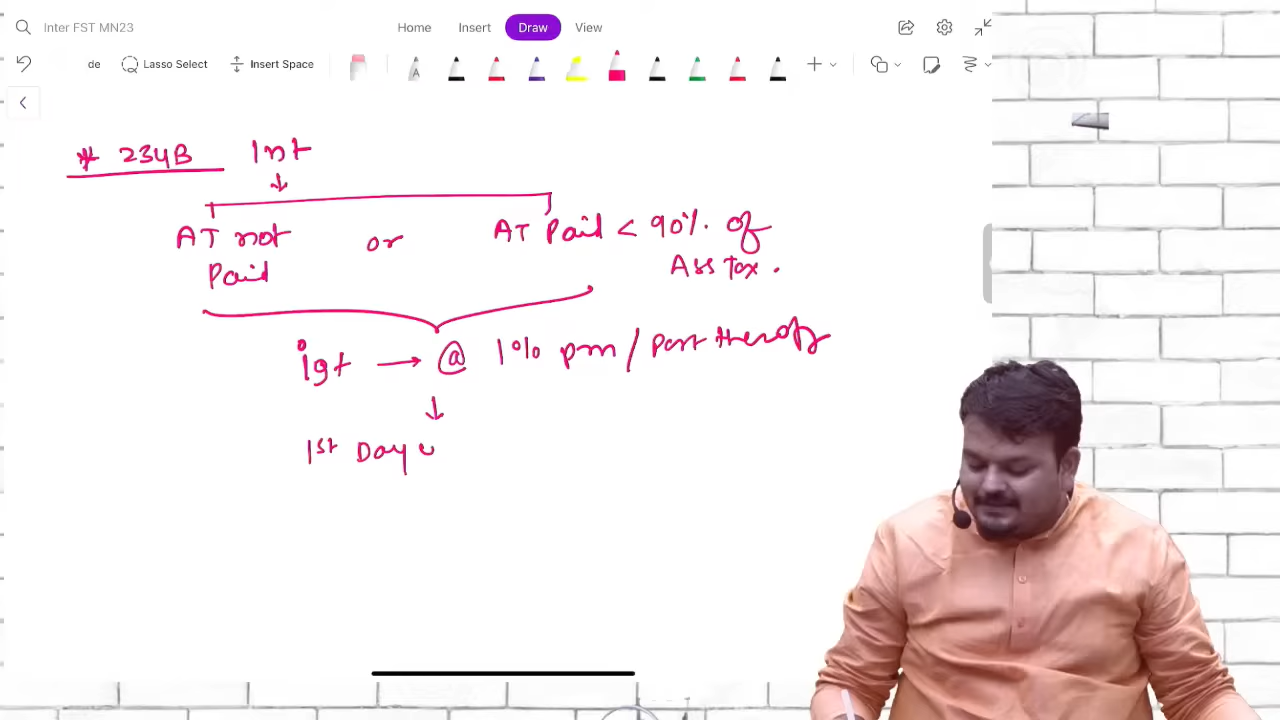 Inter FST MN23
Home Insert Draw View
de Lasso Select Insert Space
* 234B Int
AT not Paid
or
AT Paid < 90% of
Ass Tax.
→ @ 1% pm / Part thereof
1st Day